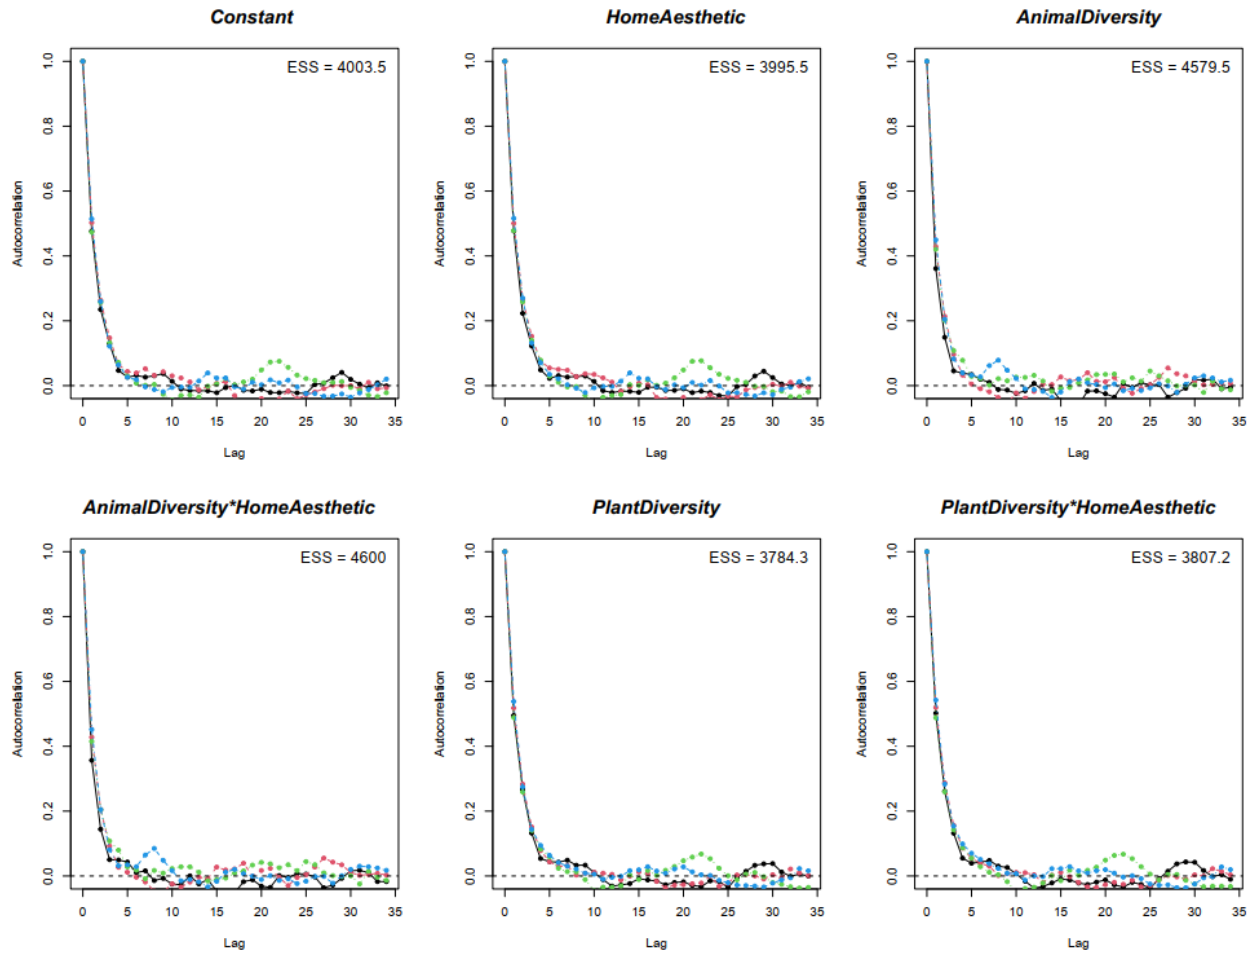 Constant
HomeAesthetic
AnimalDiversity
ESS = 4003.5
ESS = 3995.5
ESS = 4579.5
Autocorrelation
0.0 0.2 0.4 0.6 0.8 1.0
Autocorrelation
0.0 0.2 0.4 0.6 0.8 1.0
Autocorrelation
0.0 0.2 0.4 0.6 0.8 1.0
0 5 10 15 20 25 30 35
0 5 10 15 20 25 30 35
0 5 10 15 20 25 30 35
Lag
Lag
Lag
AnimalDiversity*HomeAesthetic
PlantDiversity
PlantDiversity*HomeAesthetic
ESS = 4600
ESS = 3784.3
ESS = 3807.2
Autocorrelation
0.0 0.2 0.4 0.6 0.8 1.0
Autocorrelation
0.0 0.2 0.4 0.6 0.8 1.0
Autocorrelation
0.0 0.2 0.4 0.6 0.8 1.0
0 5 10 15 20 25 30 35
0 5 10 15 20 25 30 35
0 5 10 15 20 25 30 35
Lag
Lag
Lag